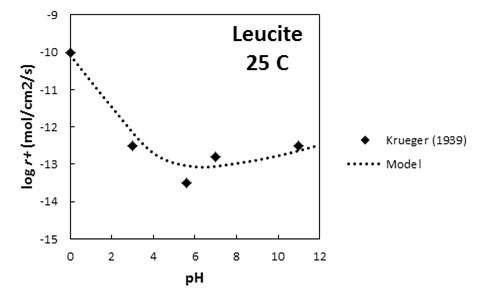 -9
-10
-11
-12
-13
-14
-15
log r+ (mol/cm2/s)
Leucite
25 C
0 2 4 6 8 10 12
pH
Krueger (1939)
Model